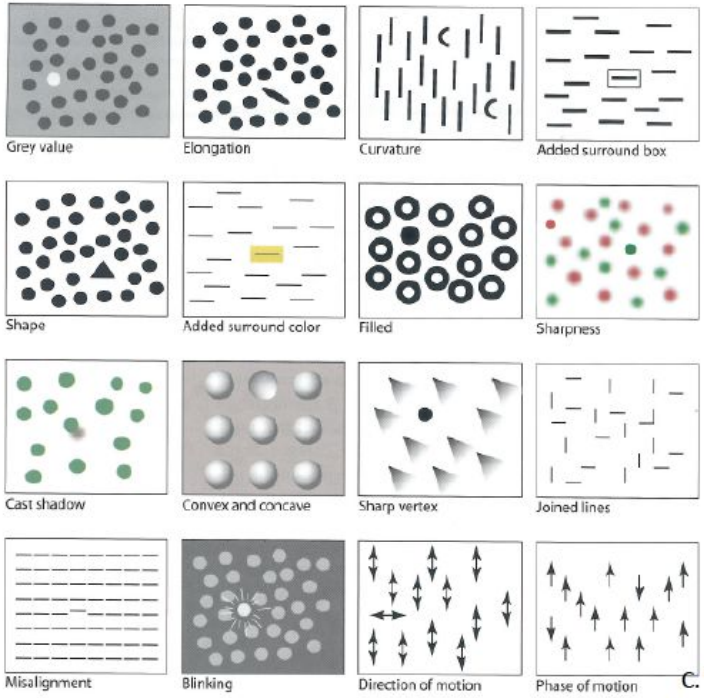 Grey value
Elongation
Curvature
Added surround box
Shape
Added surround color
Filled
Sharpness
Cast shadow
Convex and concave
Sharp vertex
Joined lines
Misalignment
Blinking
Direction of motion
Phase of motion
C.